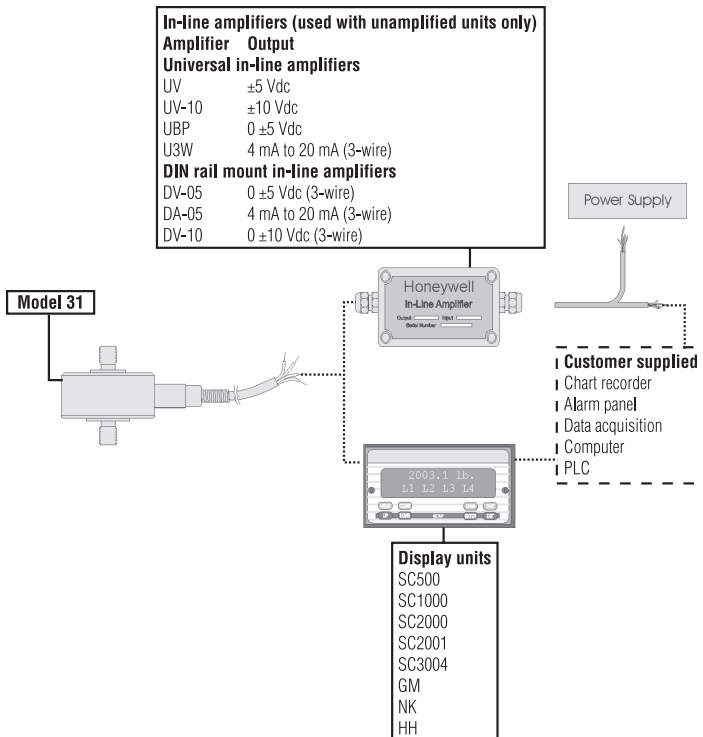 In-line amplifiers (used with unamplified units only)
Amplifier Output
Universal in-line amplifiers
UV ±5 Vdc
UV-10 ±10 Vdc
UBP 0 ±5 Vdc
U3W 4 mA to 20 mA (3-wire)
DIN rail mount in-line amplifiers
DV-05 0 ±5 Vdc (3-wire)
DA-05 4 mA to 20 mA (3-wire)
DV-10 0 ±10 Vdc (3-wire)
Power Supply
Honeywell
In-Line Amplifier
Output Input
Serial Number
Model 31
Customer supplied
Chart recorder
Alarm panel
Data acquisition
Computer
PLC
2003.1 lb.
L1 L2 L3 L4
DOWN SETUP ENTER
Display units
SC500
SC1000
SC2000
SC2001
SC3004
GM
NK
HH